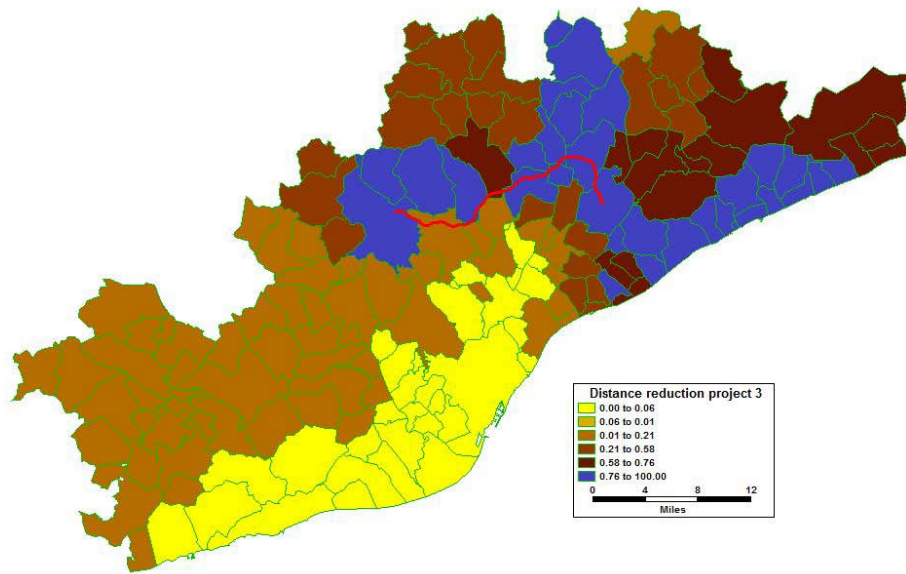 Distance reduction project 3
0.00 to 0.06
0.06 to 0.01
0.01 to 0.21
0.21 to 0.58
0.58 to 0.76
0.76 to 100.00
0 4 8 12
Miles